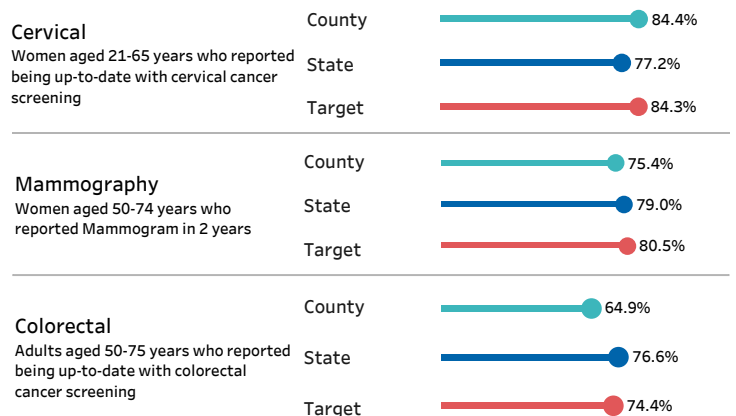 Cervical
Women aged 21-65 years who reported
being up-to-date with cervical cancer
screening
County
84.4%
State
77.2%
Target
84.3%
Mammography
Women aged 50-74 years who
reported Mammogram in 2 years
County
75.4%
State
79.0%
Target
80.5%
Colorectal
Adults aged 50-75 years who reported
being up-to-date with colorectal
cancer screening
County
64.9%
State
76.6%
Target
74.4%